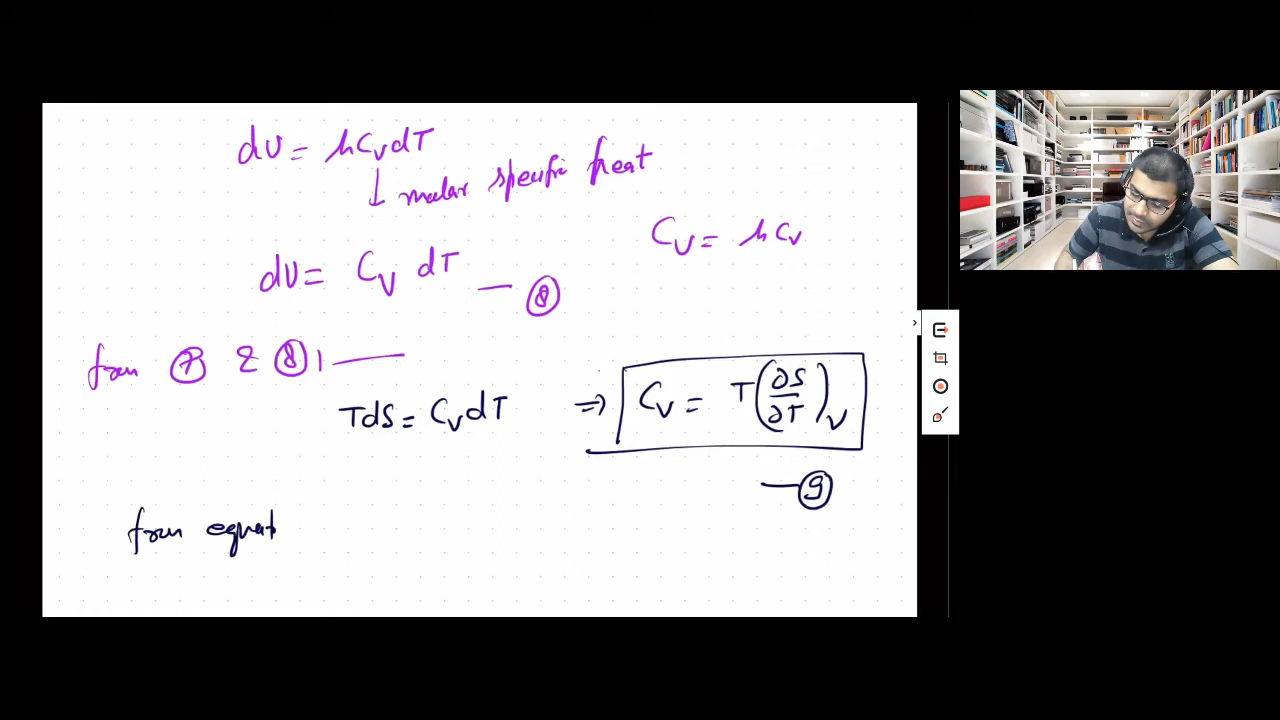 dU = nCvdT
↓ molar specific heat
Cv = nCv
dU = Cv dT — ⑧
from ⑦ & ⑧ | —
TdS = CvdT ⇒ Cv = T(∂S/∂T)v
— ⑨
from equat